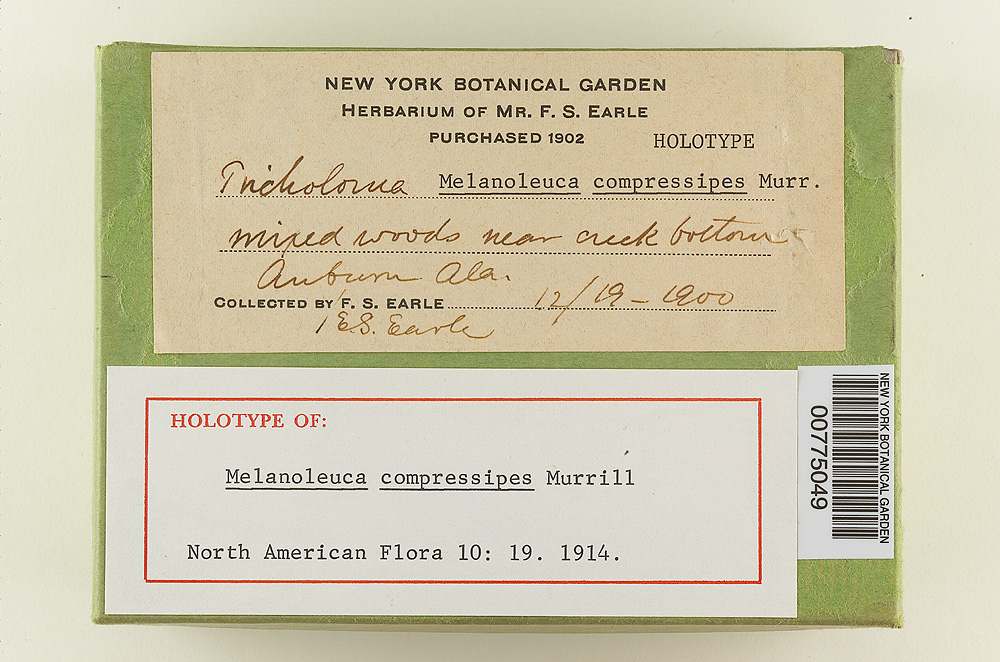 NEW YORK BOTANICAL GARDEN
HERBARIUM OF MR. F. S. EARLE
PURCHASED 1902 HOLOTYPE
Tricholoma Melanoleuca compressipes Murr.
mixed woods near creek bottom
Auburn Ala.
COLLECTED BY F. S. EARLE 12/19-1900
F.S. Earle
HOLOTYPE OF:
Melanoleuca compressipes Murrill
North American Flora 10: 19. 1914.
NEW YORK BOTANICAL GARDEN
00775049